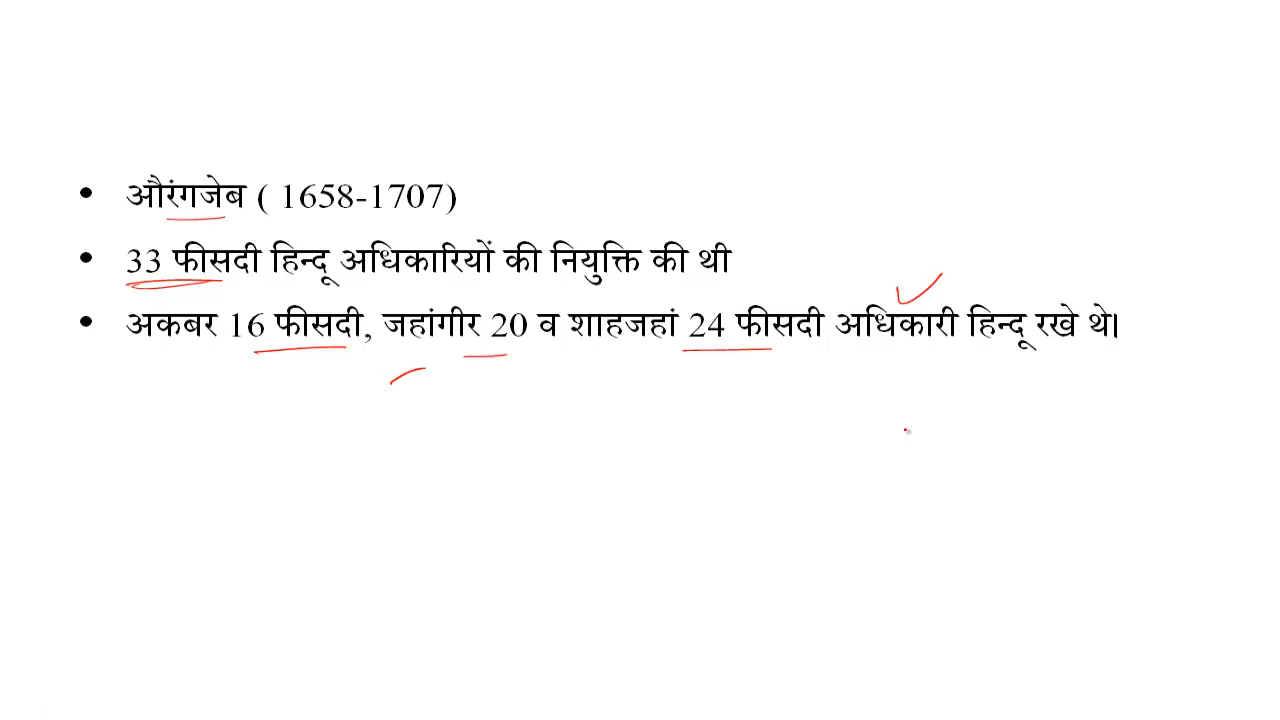 • औरंगजेब ( 1658-1707)
• 33 फीसदी हिन्दू अधिकारियों की नियुक्ति की थी
• अकबर 16 फीसदी, जहांगीर 20 व शाहजहां 24 फीसदी अधिकारी हिन्दू रखे थे।